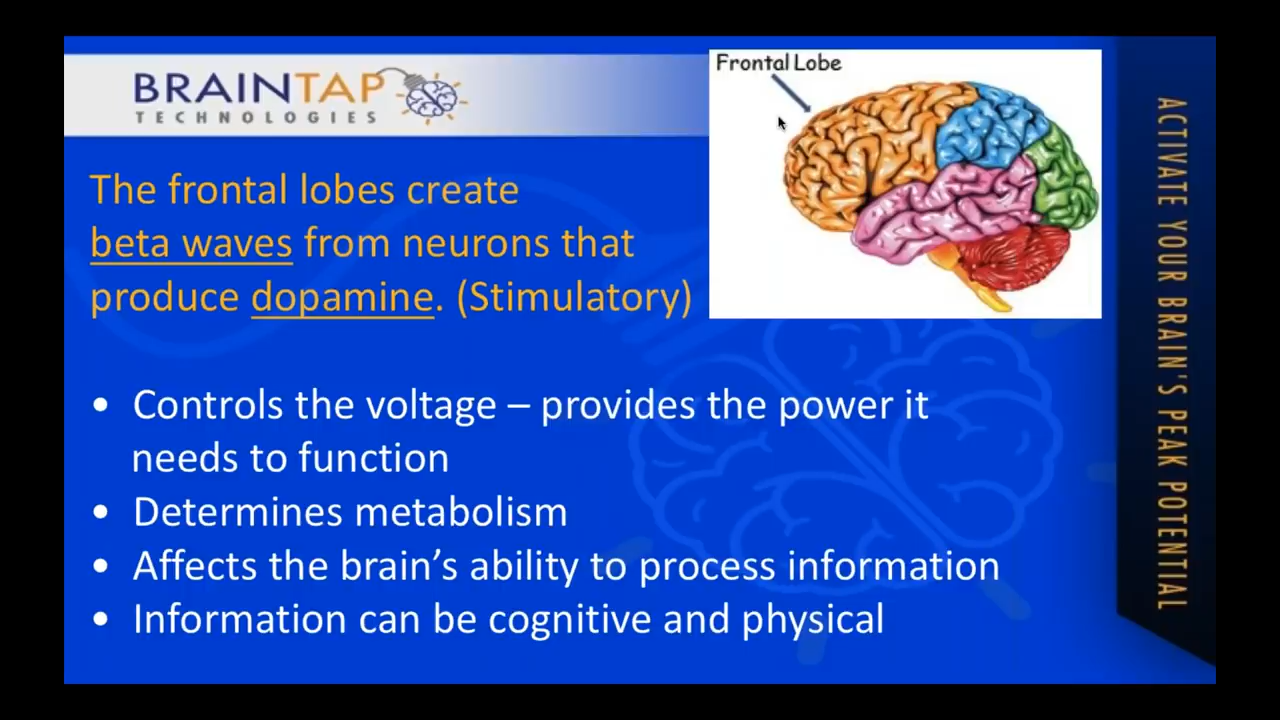 BRAINTAP
TECHNOLOGIES
Frontal Lobe
The frontal lobes create
beta waves from neurons that
produce dopamine. (Stimulatory)
• Controls the voltage – provides the power it
needs to function
• Determines metabolism
• Affects the brain’s ability to process information
• Information can be cognitive and physical
ACTIVATE YOUR BRAIN'S PEAK POTENTIAL